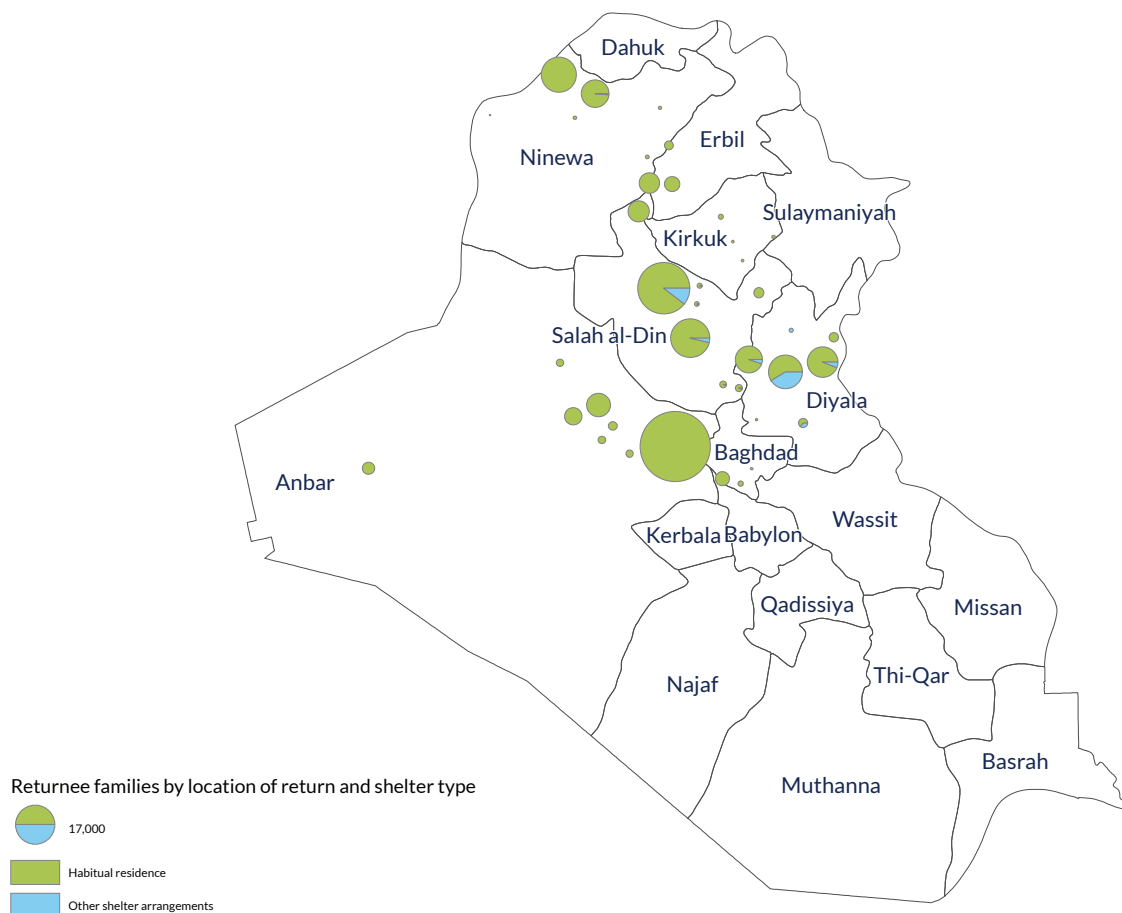 Dahuk
Erbil
Ninewa
Sulaymaniyah
Kirkuk
Salah al-Din
Diyala
Baghdad
Anbar
Wassit
Kerbala
Babylon
Qadissiya
Missan
Thi-Qar
Najaf
Basrah
Muthanna
Returnee families by location of return and shelter type
17,000
Habitual residence
Other shelter arrangements